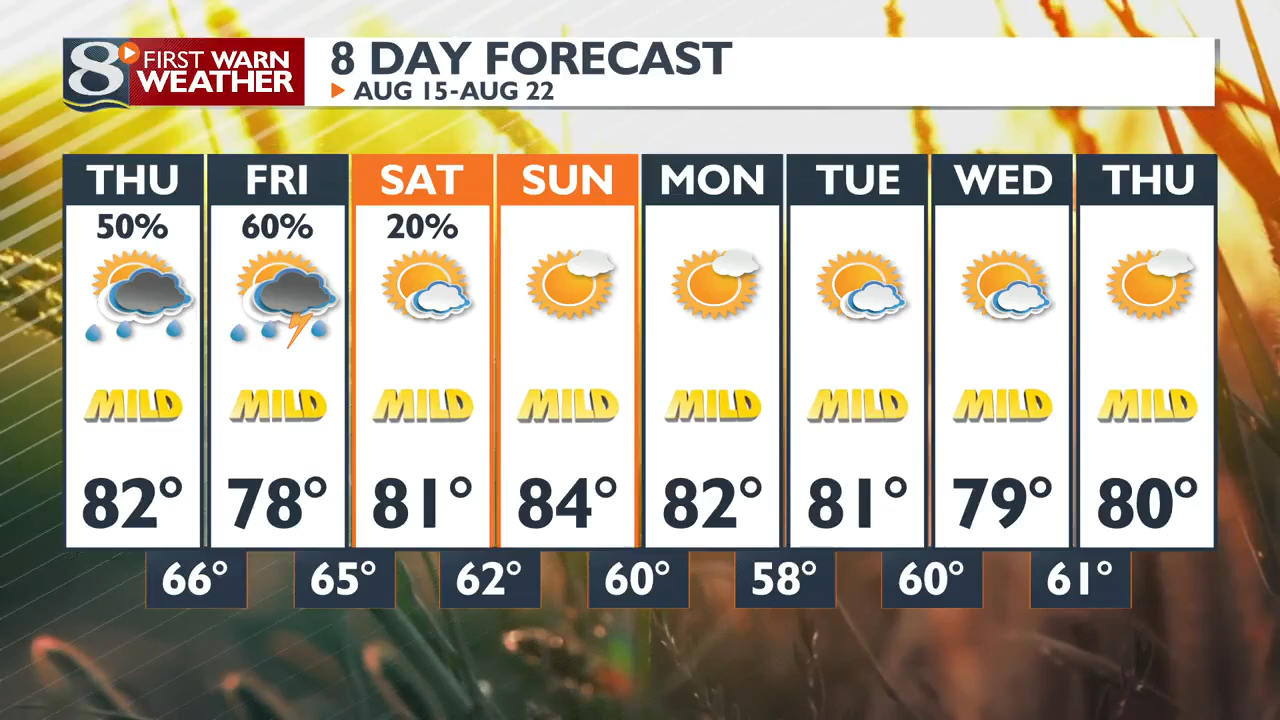 8 FIRST WARN
WEATHER
8 DAY FORECAST
AUG 15-AUG 22
THU FRI SAT SUN MON TUE WED THU
50% 60% 20%
MILD MILD MILD MILD MILD MILD MILD MILD
82° 78° 81° 84° 82° 81° 79° 80°
66° 65° 62° 60° 58° 60° 61°